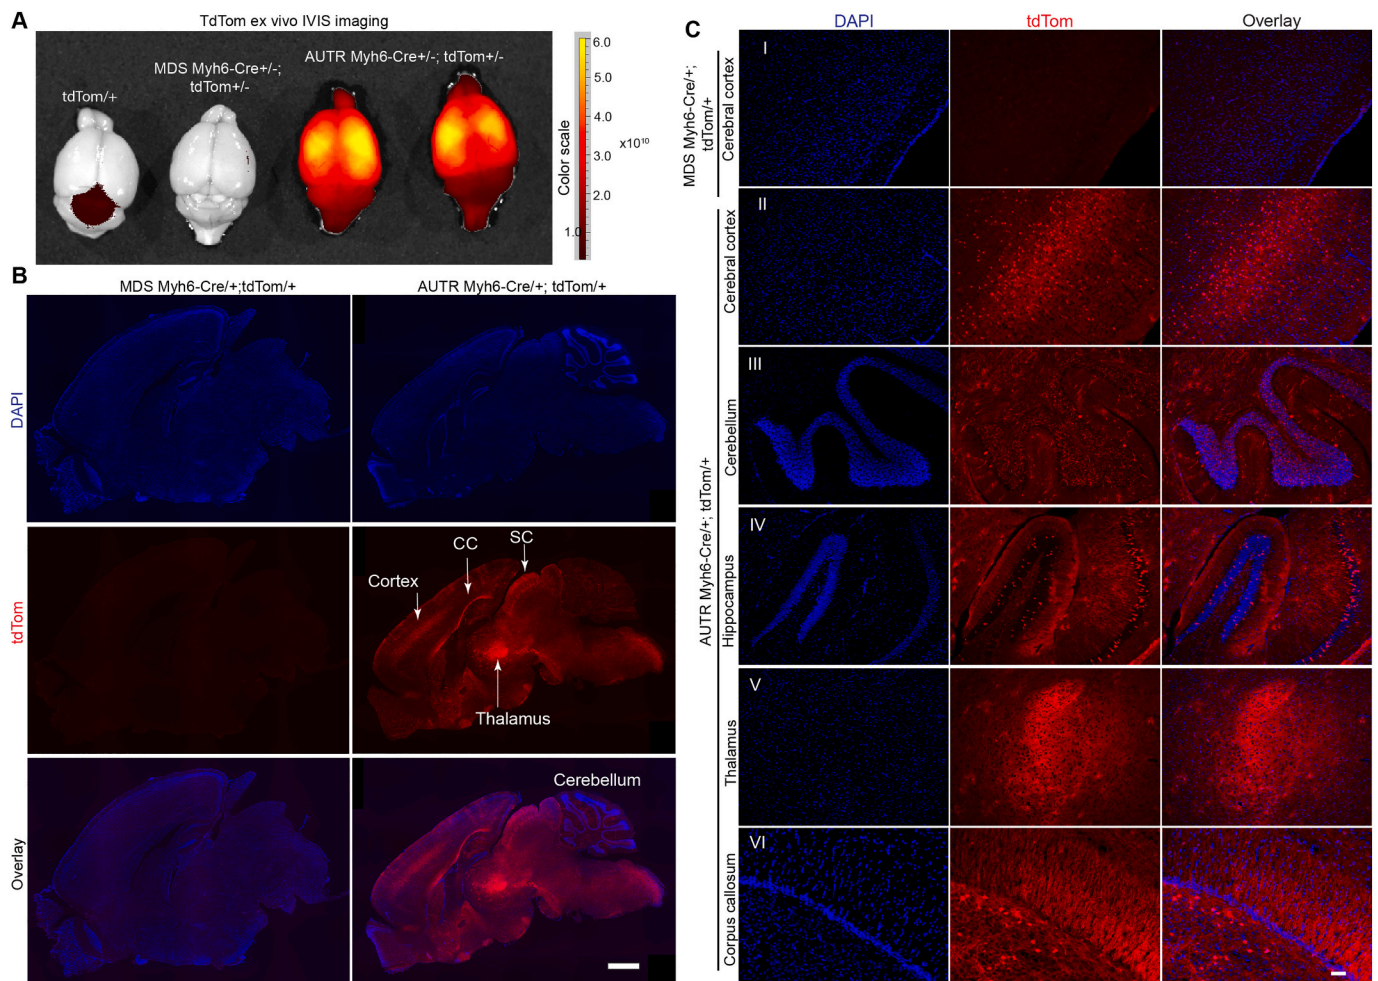 A
TdTom ex vivo IVIS imaging
tdTom/+
MDS Myh6-Cre+/-;
tdTom+/-
AUTR Myh6-Cre+/-; tdTom+/-
6.0
5.0
4.0
x10¹⁰
3.0
2.0
1.0
Color scale
B
MDS Myh6-Cre/+;tdTom/+
AUTR Myh6-Cre/+; tdTom/+
DAPI
tdTom
Cortex
CC
SC
Thalamus
Overlay
Cerebellum
C
DAPI
tdTom
Overlay
MDS Myh6-Cre/+;
tdTom/+
Cerebral cortex
I
AUTR Myh6-Cre/+; tdTom/+
Cerebral cortex
II
Cerebellum
III
Hippocampus
IV
Thalamus
V
Corpus callosum
VI